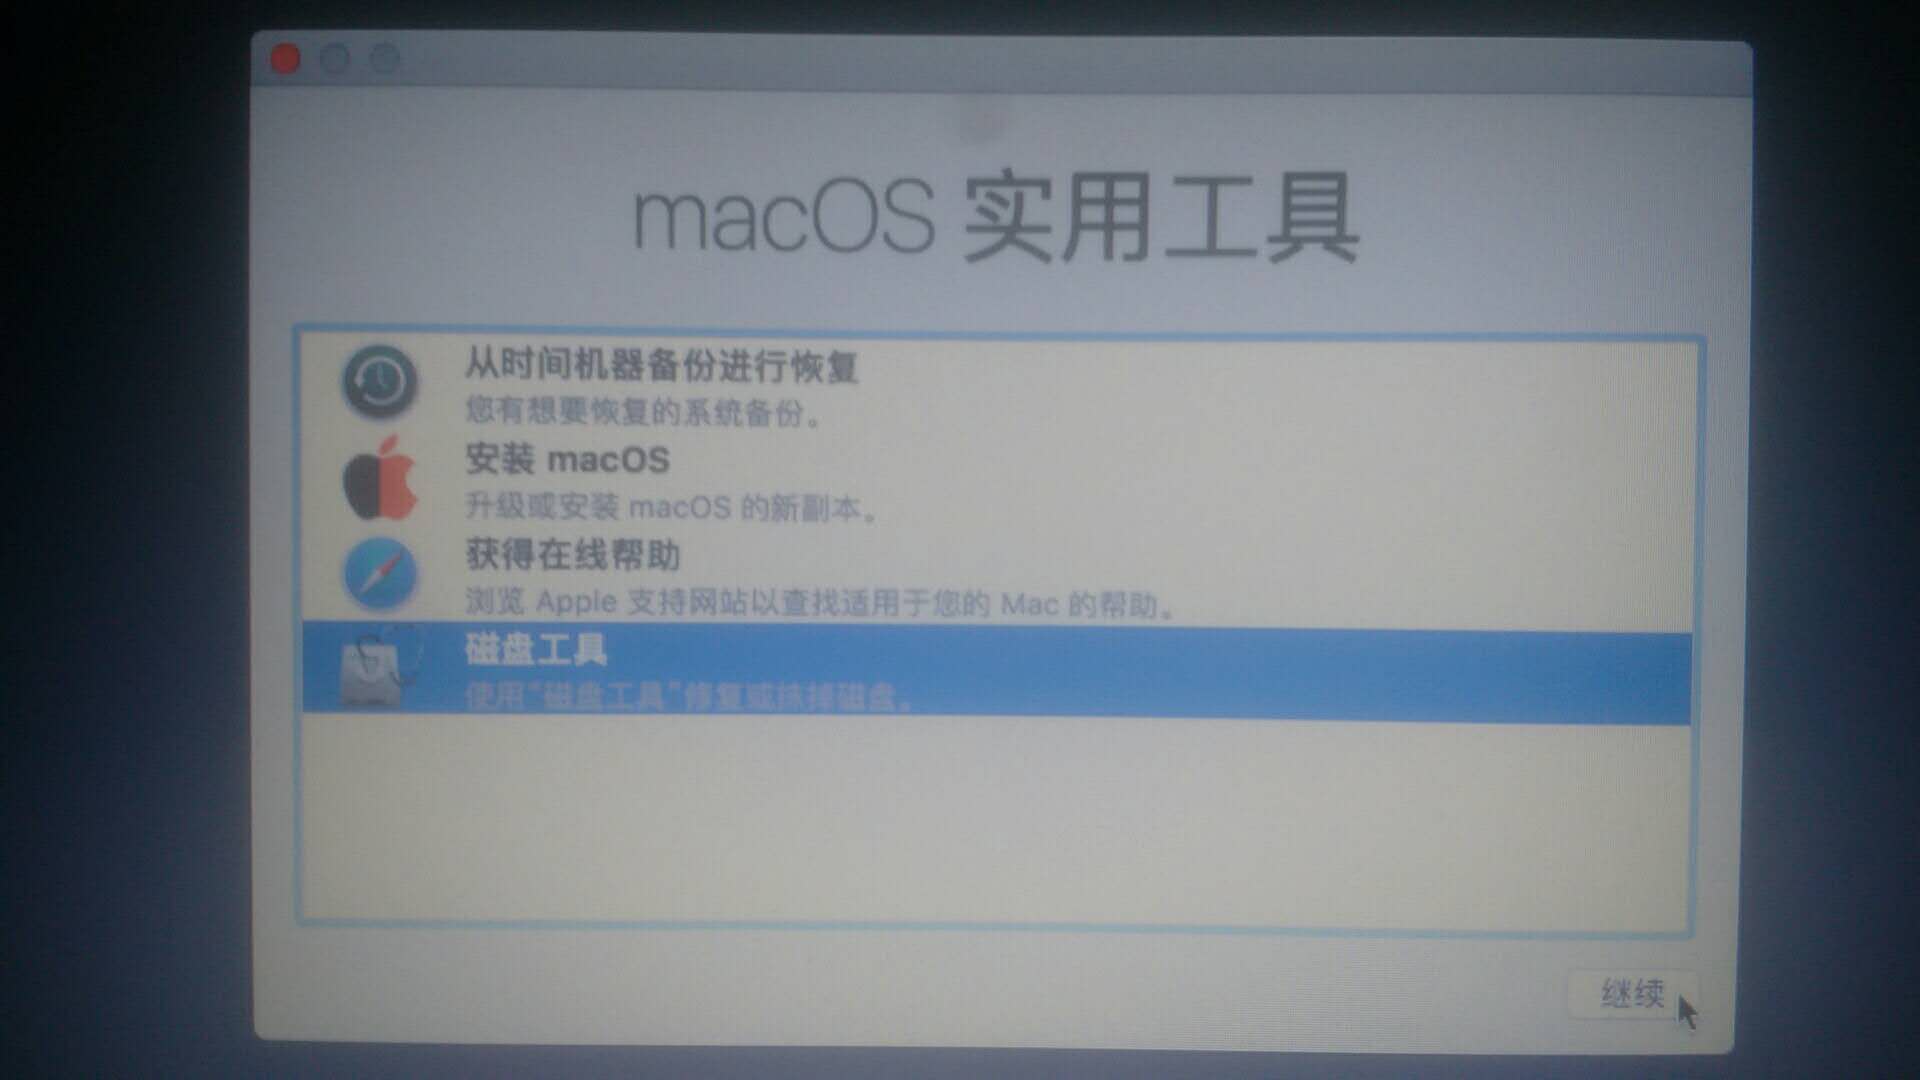 macOS 实用工具
从时间机器备份进行恢复
您有想要恢复的系统备份。
安装 macOS
升级或安装 macOS 的新副本。
获得在线帮助
浏览 Apple 支持网站以查找适用于您的 Mac 的帮助。
磁盘工具
使用“磁盘工具”修复或抹掉磁盘。
继续